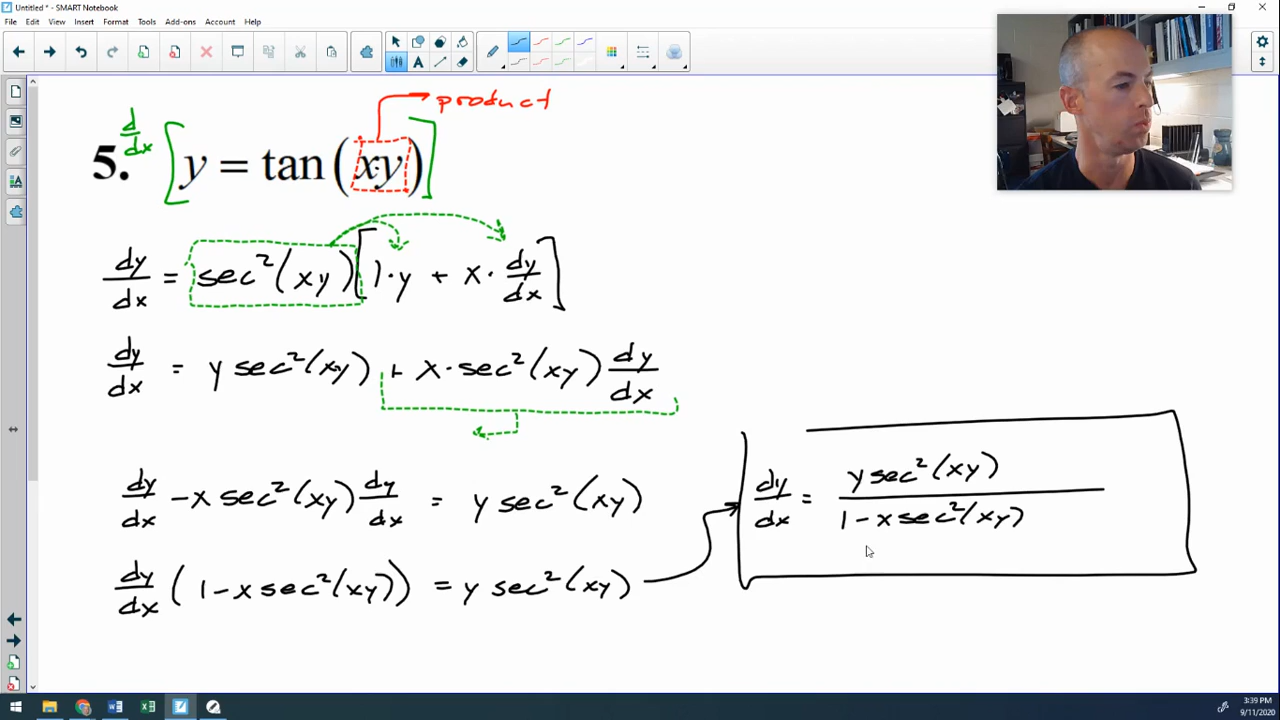 Untitled * - SMART Notebook
File Edit View Insert Format Tools Add-ons Account Help
product
5. d/dx [y = tan (x·y)]
dy/dx = sec²(xy)[1·y + x·dy/dx]
dy/dx = y sec²(xy) + x·sec²(xy) dy/dx
dy/dx - x sec²(xy) dy/dx = y sec²(xy)
dy/dx (1 - x sec²(xy)) = y sec²(xy)
dy/dx = y sec²(xy) / 1 - x sec²(xy)
3:39 PM
9/11/2020